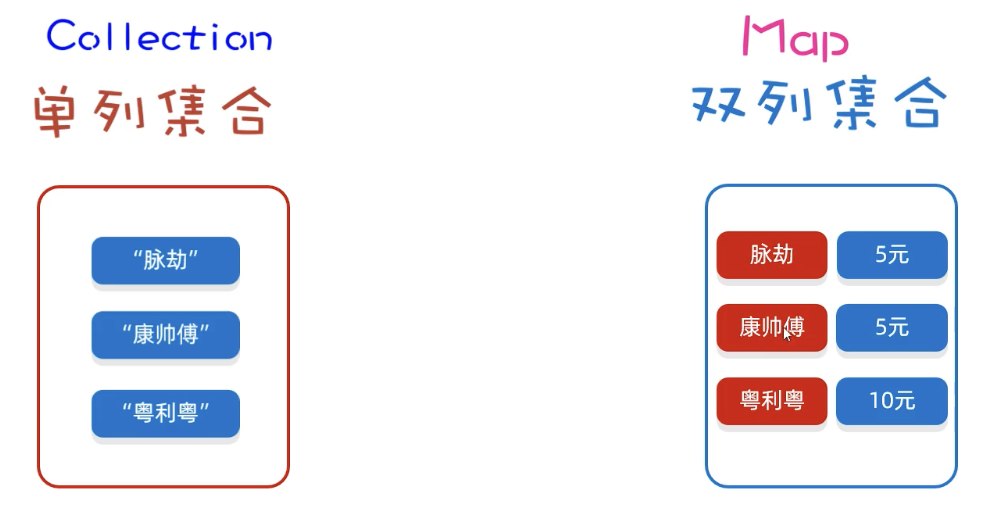 Collection
单列集合
“脉劫”
“康帅傅”
“粤利粤”
Map
双列集合
脉劫 5元
康帅傅 5元
粤利粤 10元